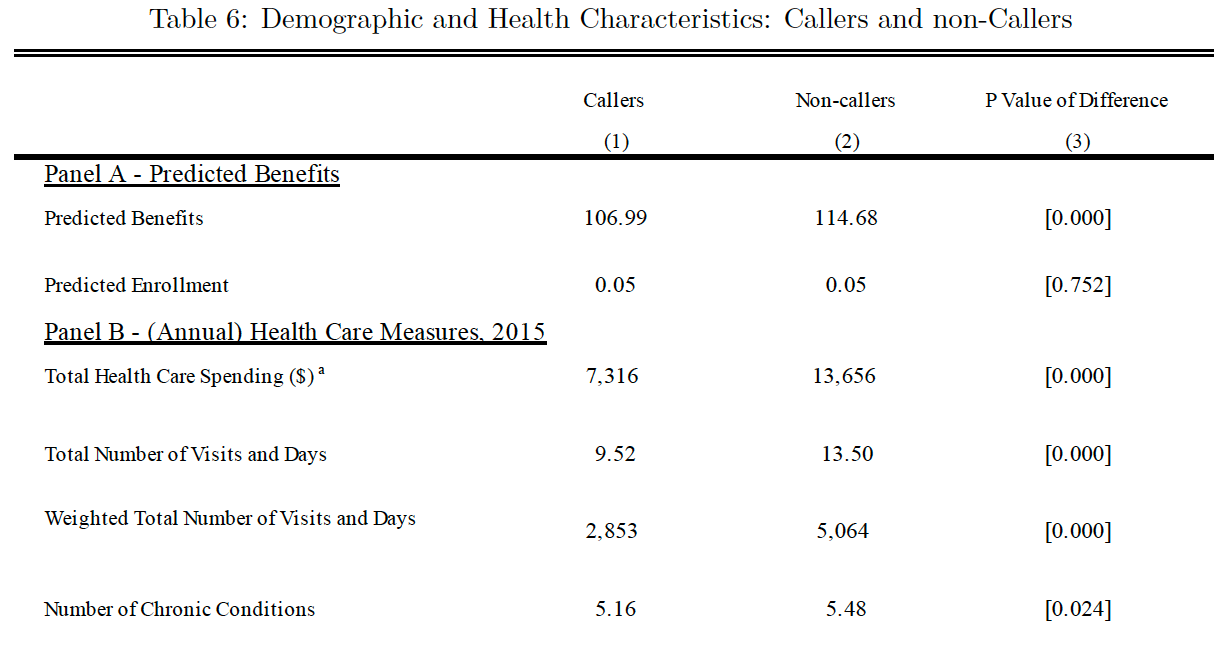 Table 6: Demographic and Health Characteristics: Callers and non-Callers
Callers Non-callers P Value of Difference
(1) (2) (3)
Panel A - Predicted Benefits
Predicted Benefits 106.99 114.68 [0.000]
Predicted Enrollment 0.05 0.05 [0.752]
Panel B - (Annual) Health Care Measures, 2015
Total Health Care Spending ($) a 7,316 13,656 [0.000]
Total Number of Visits and Days 9.52 13.50 [0.000]
Weighted Total Number of Visits and Days 2,853 5,064 [0.000]
Number of Chronic Conditions 5.16 5.48 [0.024]